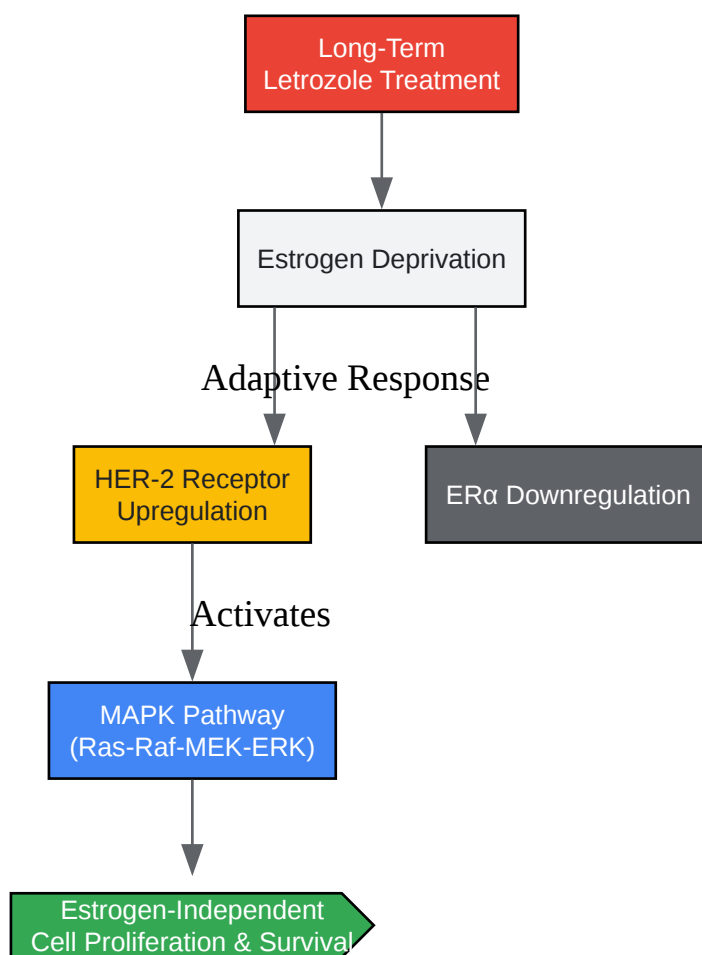 Long-Term
Letrozole Treatment
Estrogen Deprivation
Adaptive Response
HER-2 Receptor
Upregulation
ERα Downregulation
Activates
MAPK Pathway
(Ras-Raf-MEK-ERK)
Estrogen-Independent
Cell Proliferation & Survival